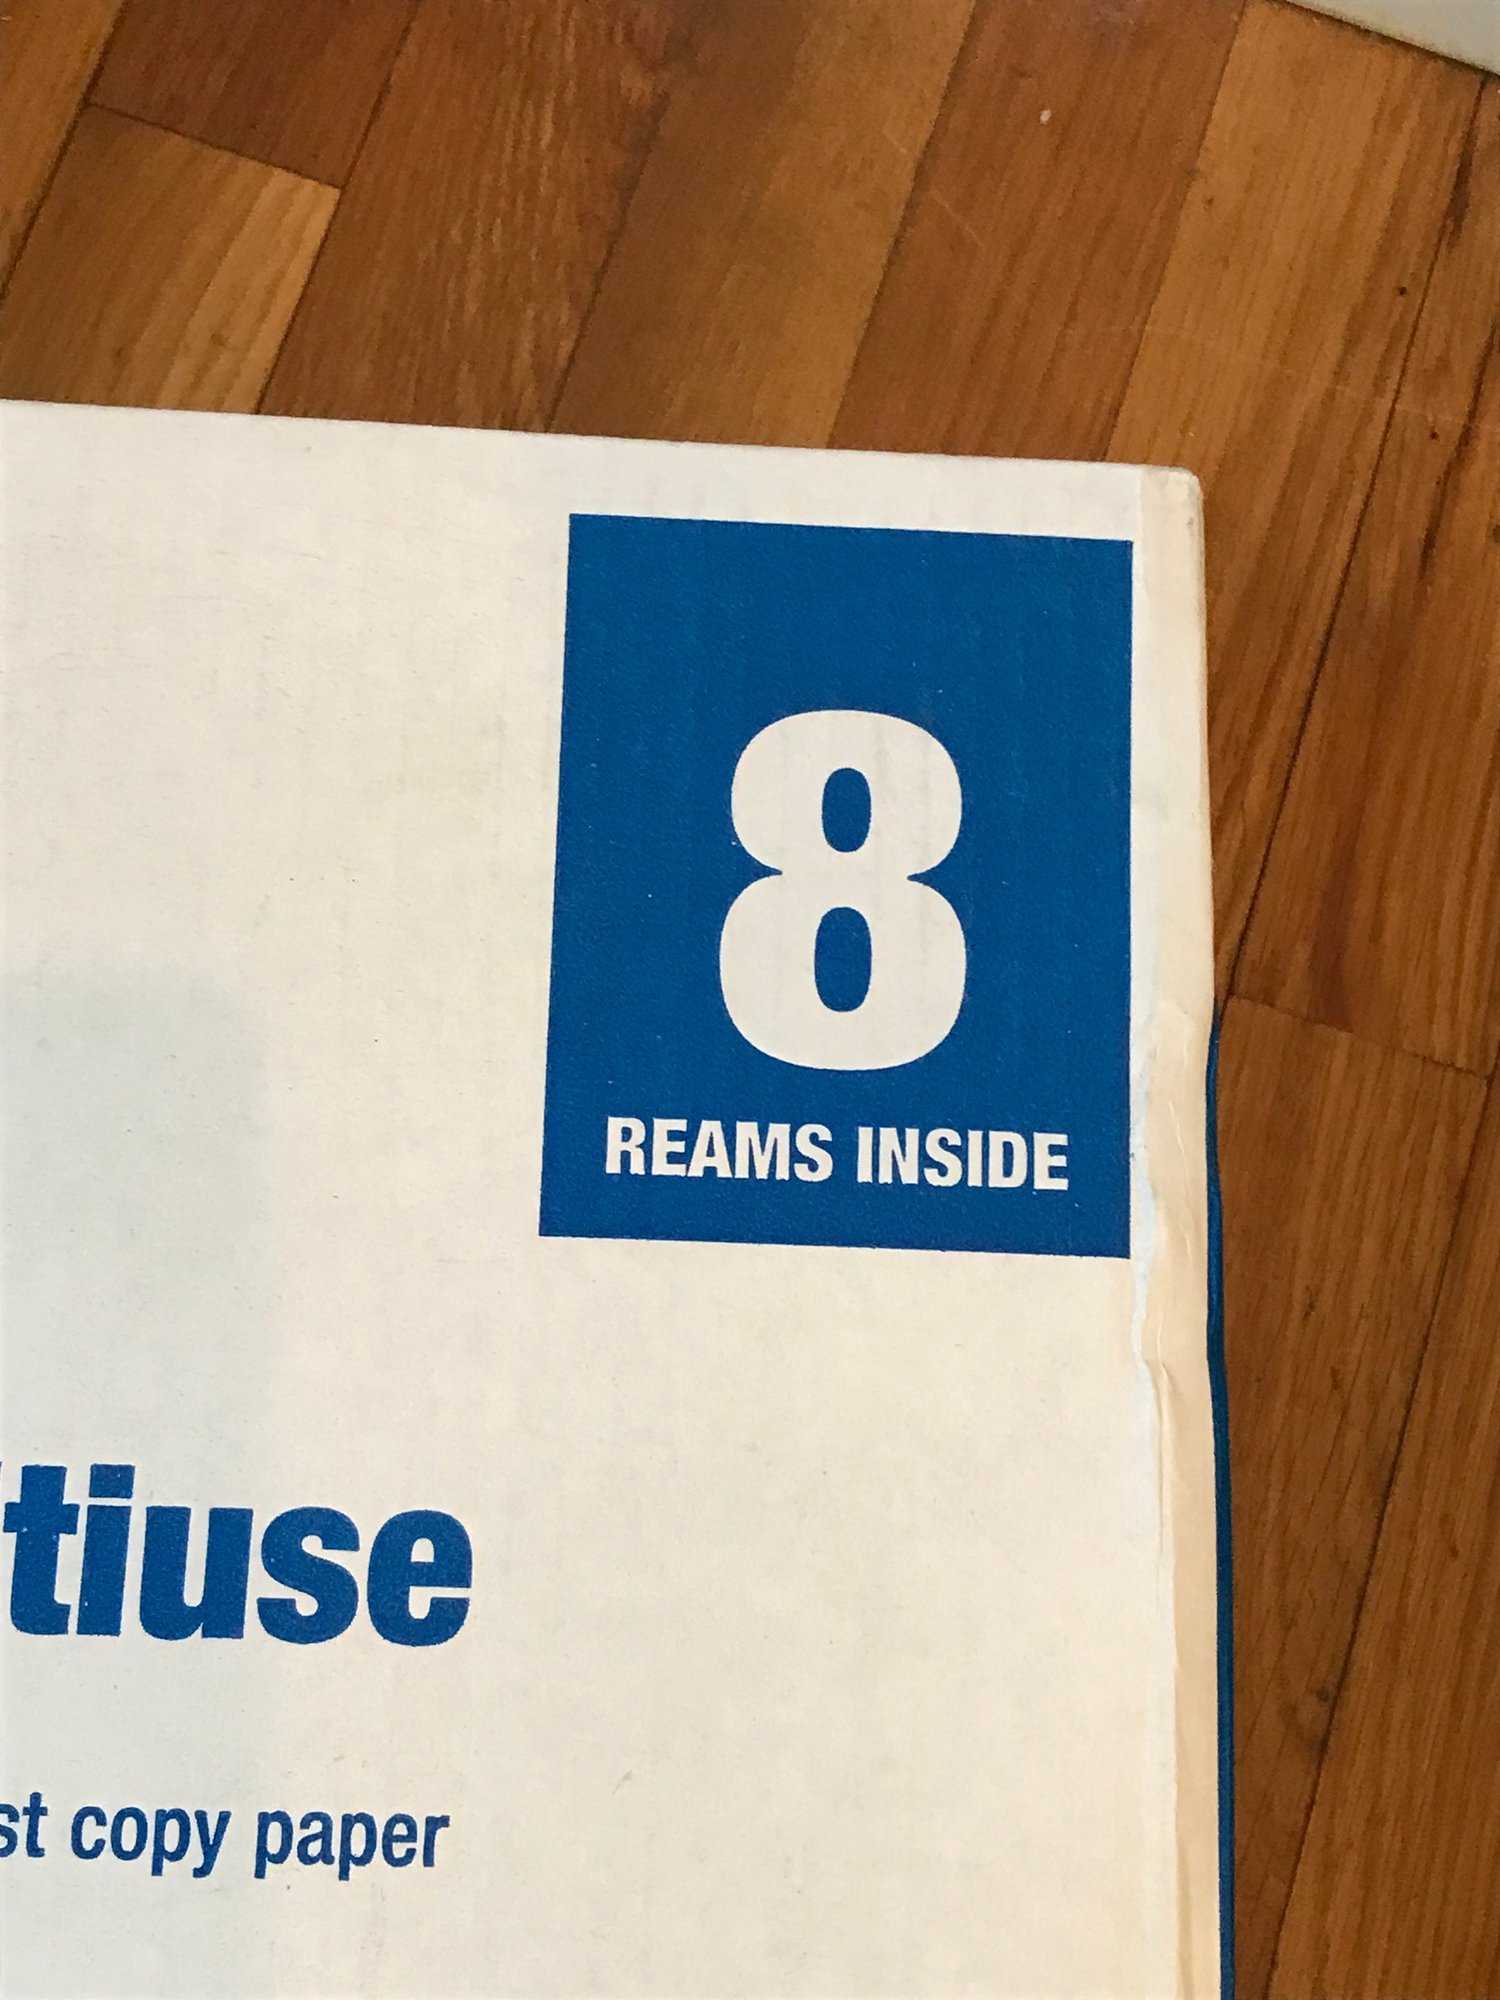 8
REAMS INSIDE
tiuse
st copy paper